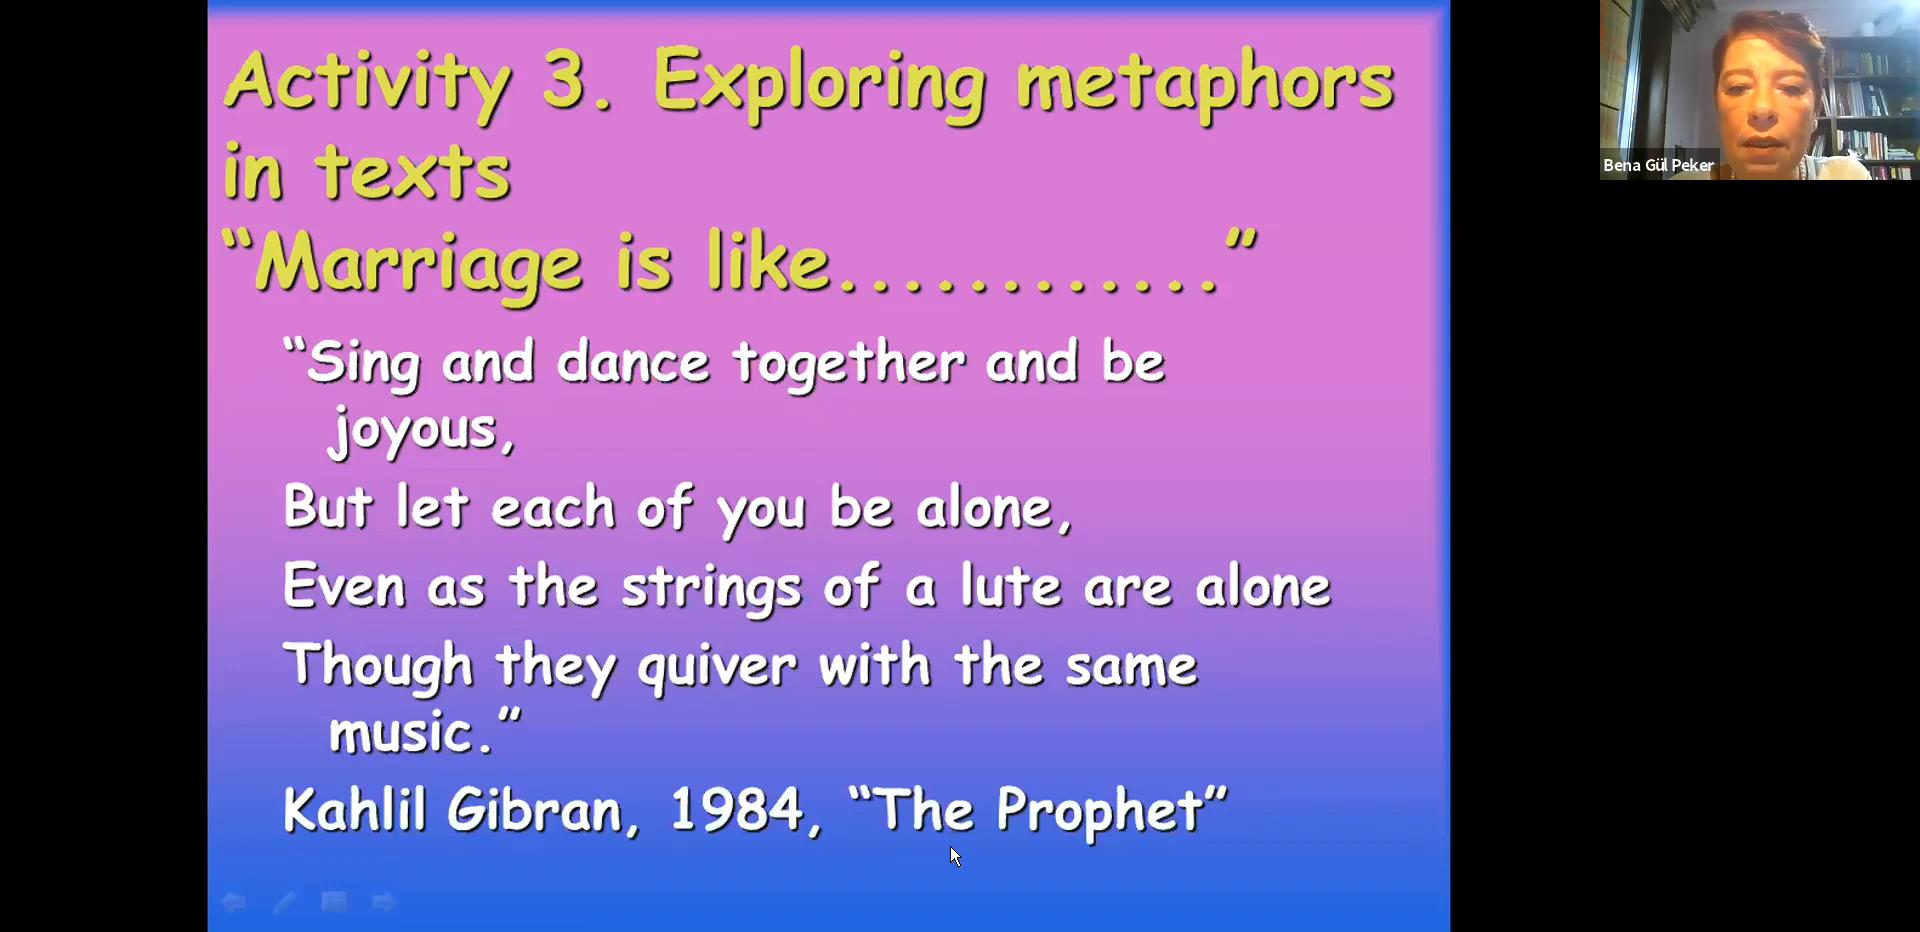 Activity 3. Exploring metaphors
in texts
“Marriage is like............”
“Sing and dance together and be
joyous,
But let each of you be alone,
Even as the strings of a lute are alone
Though they quiver with the same
music.”
Kahlil Gibran, 1984, “The Prophet”
Bena Gül Peker